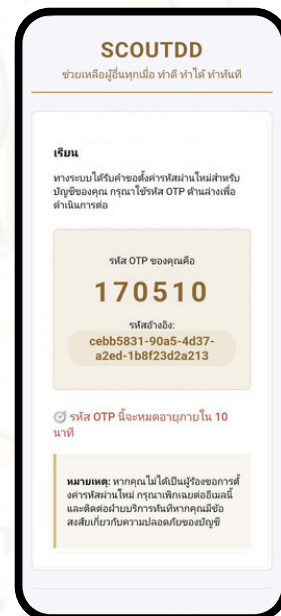 SCOUTDD
ช่วยเหลือผู้อื่นทุกเมื่อ ทำดี ทำได้ ทำทันที
เรียน
ทางระบบได้รับคำขอตั้งค่ารหัสผ่านใหม่สำหรับ
บัญชีของคุณ กรุณาใช้รหัส OTP ด้านล่างเพื่อ
ดำเนินการต่อ
รหัส OTP ของคุณคือ
170510
รหัสอ้างอิง:
cebb5831-90a5-4d37-
a2ed-1b8f23d2a213
รหัส OTP นี้จะหมดอายุภายใน 10
นาที
หมายเหตุ: หากคุณไม่ได้เป็นผู้ร้องขอการตั้
งค่ารหัสผ่านใหม่ กรุณาเพิกเฉยต่ออีเมลนี้
และติดต่อฝ่ายบริการทันทีหากคุณมีข้อ
สงสัยเกี่ยวกับความปลอดภัยของบัญชี